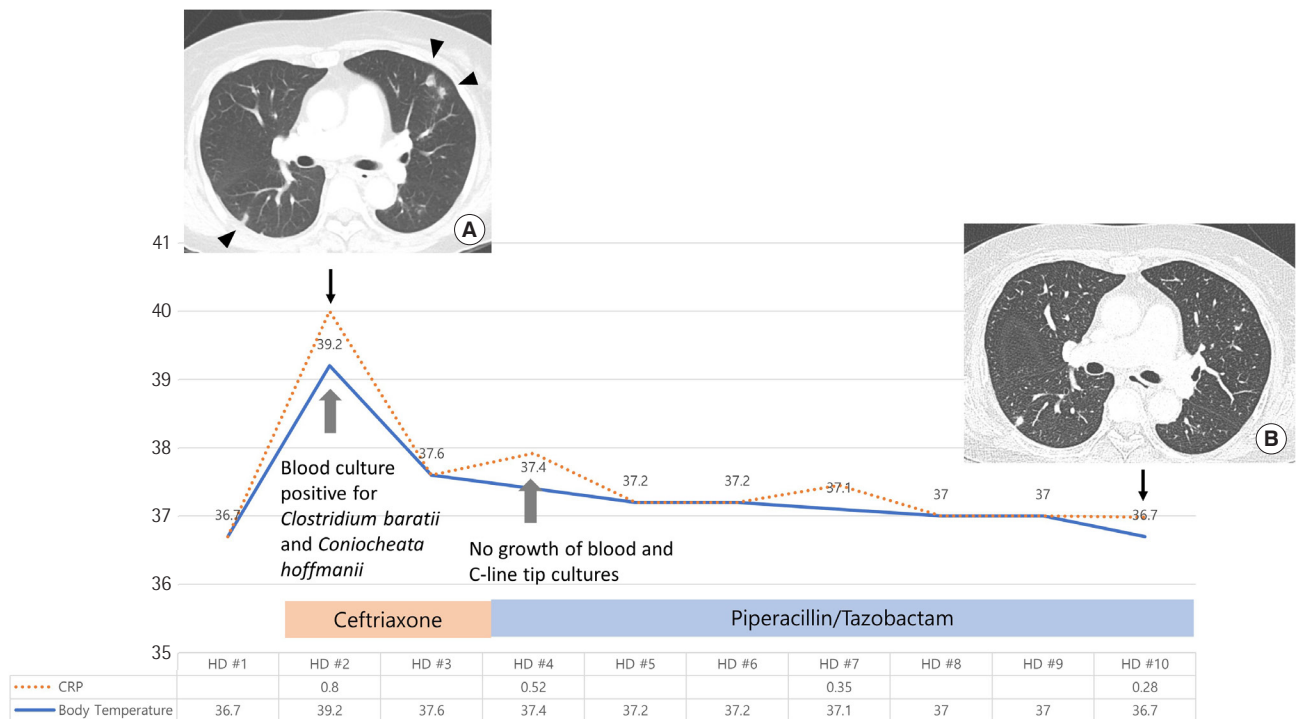 A
41
40
39.2
39
B
38
37.6
37.4
37.2
37.2
37.1
37
37
37
36.7
36.7
Blood culture
positive for
Clostridium baratii
and Coniocheata
hoffmanii
No growth of blood and
C-line tip cultures
36
Ceftriaxone
Piperacillin/Tazobactam
35
HD #1 HD #2 HD #3 HD #4 HD #5 HD #6 HD #7 HD #8 HD #9 HD #10
CRP 0.8 0.52 0.35 0.28
Body Temperature 36.7 39.2 37.6 37.4 37.2 37.2 37.1 37 37 36.7